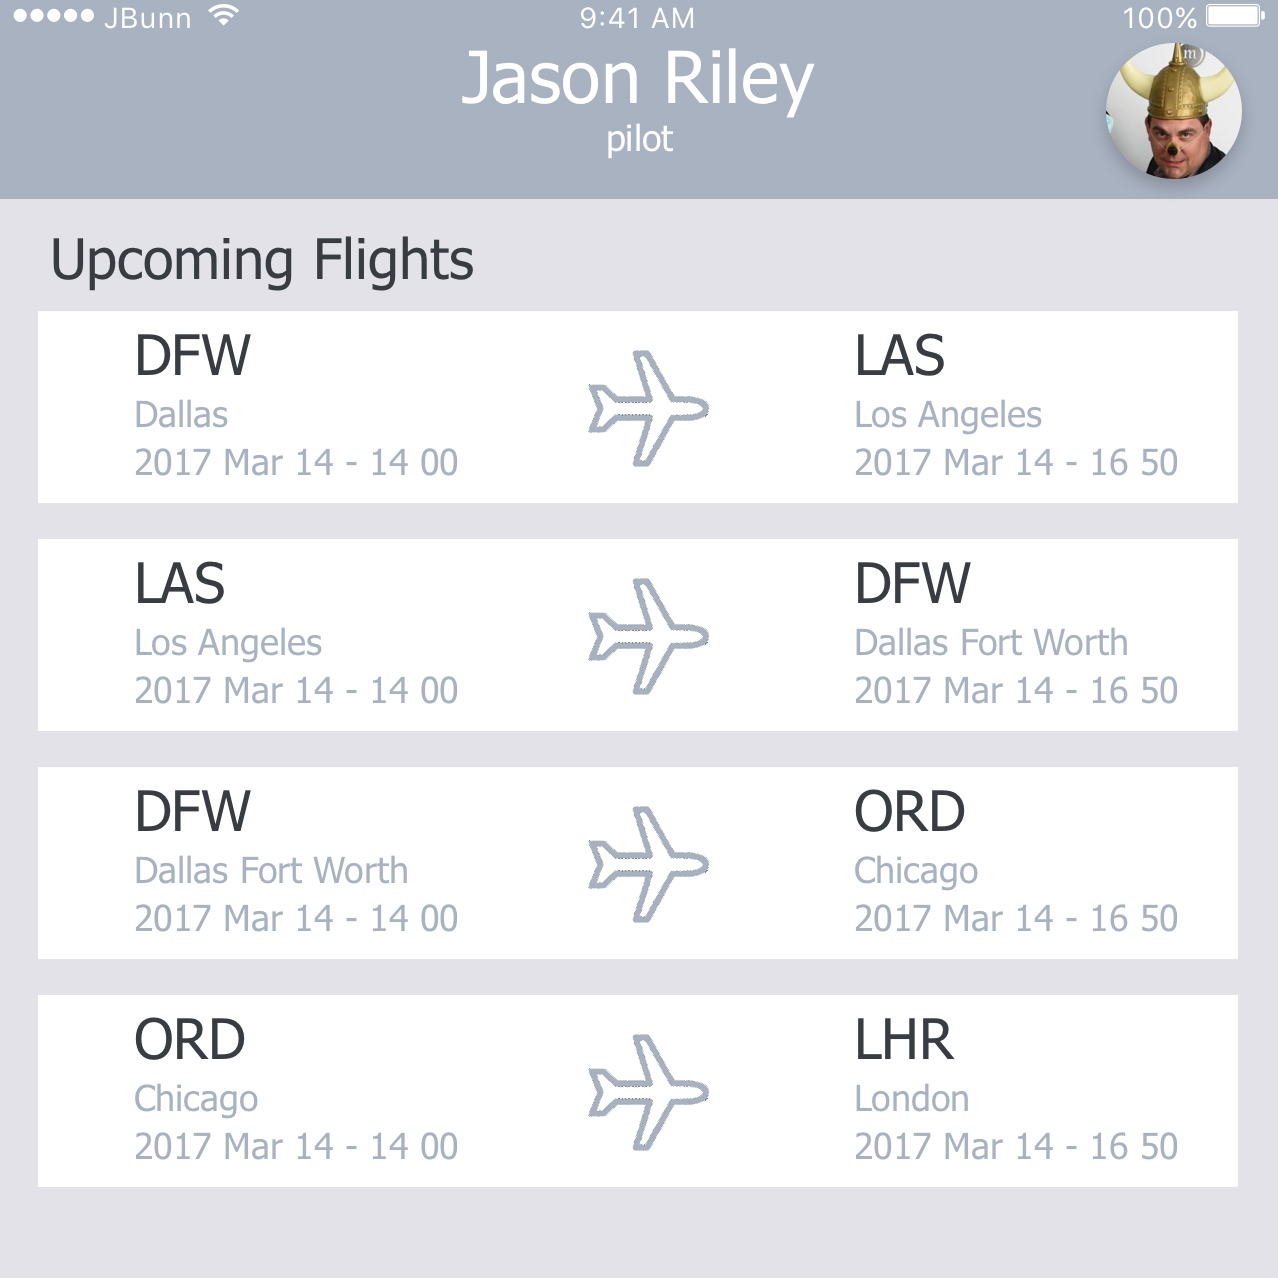 JBunn 9:41 AM 100%
Jason Riley
pilot
Upcoming Flights
DFW LAS
Dallas Los Angeles
2017 Mar 14 - 14 00 2017 Mar 14 - 16 50
LAS DFW
Los Angeles Dallas Fort Worth
2017 Mar 14 - 14 00 2017 Mar 14 - 16 50
DFW ORD
Dallas Fort Worth Chicago
2017 Mar 14 - 14 00 2017 Mar 14 - 16 50
ORD LHR
Chicago London
2017 Mar 14 - 14 00 2017 Mar 14 - 16 50